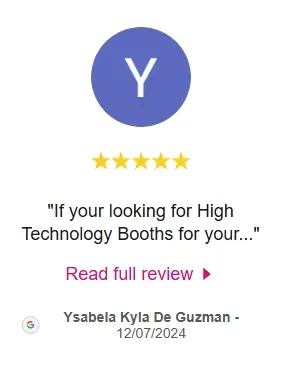 Y
"If your looking for High
Technology Booths for your..."
Read full review
G
Ysabela Kyla De Guzman -
12/07/2024